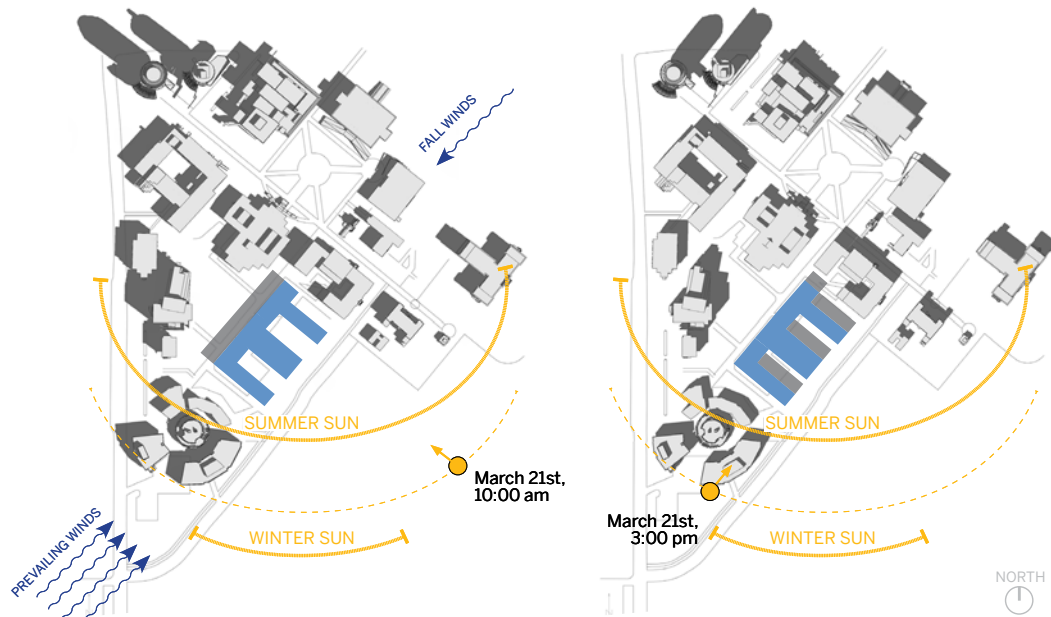 FALL WINDS
SUMMER SUN
March 21st,
10:00 am
WINTER SUN
PREVAILING WINDS
SUMMER SUN
March 21st,
3:00 pm
WINTER SUN
NORTH